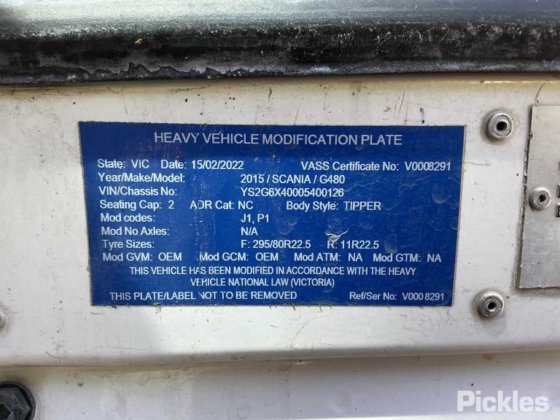 HEAVY VEHICLE MODIFICATION PLATE
State: VIC Date: 15/02/2022 VASS Certificate No: V0008291
Year/Make/Model: 2015 / SCANIA / G480
VIN/Chassis No: YS2G6X40005400126
Seating Cap: 2 ADR Cat: NC Body Style: TIPPER
Mod codes: J1, P1
Mod No Axles: N/A
Tyre Sizes: F: 295/80R22.5 R: 11R22.5
Mod GVM: OEM Mod GCM: OEM Mod ATM: NA Mod GTM: NA
THIS VEHICLE HAS BEEN MODIFIED IN ACCORDANCE WITH THE HEAVY
VEHICLE NATIONAL LAW (VICTORIA)
THIS PLATE/LABEL NOT TO BE REMOVED Ref/Ser No: V0008291
Pickles